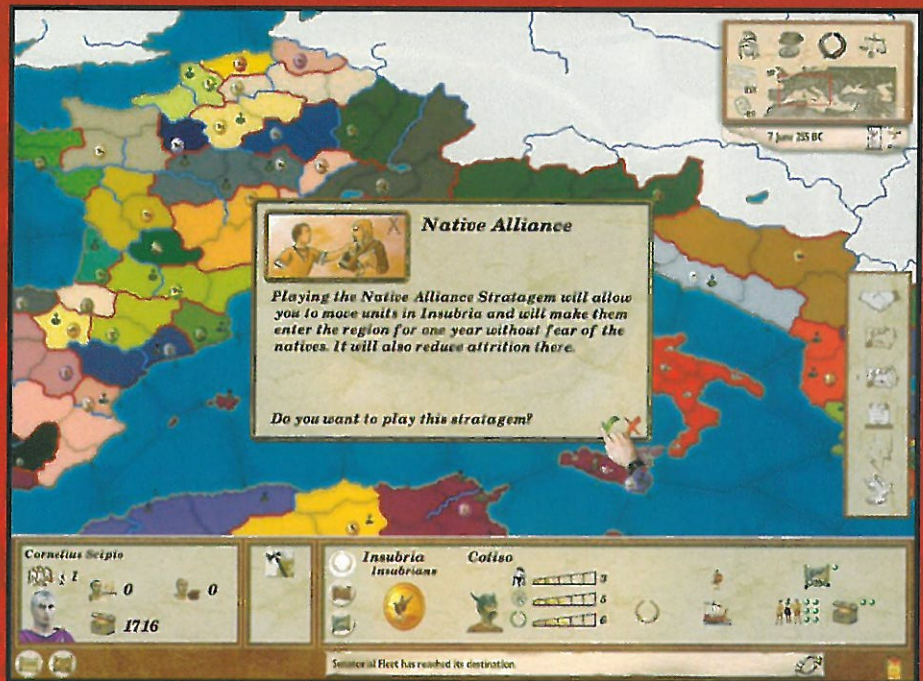 7 June 255 BC
Native Alliance
Playing the Native Alliance Stratagem will allow
you to move units in Insubria and will make them
enter the region for one year without fear of the
natives. It will also reduce attrition there.
Do you want to play this stratagem?
Cornelius Scipio
x 1
0
0
1716
Insubria
Insubrians
Cotiso
3
5
6
Senatorial Fleet has reached its destination.